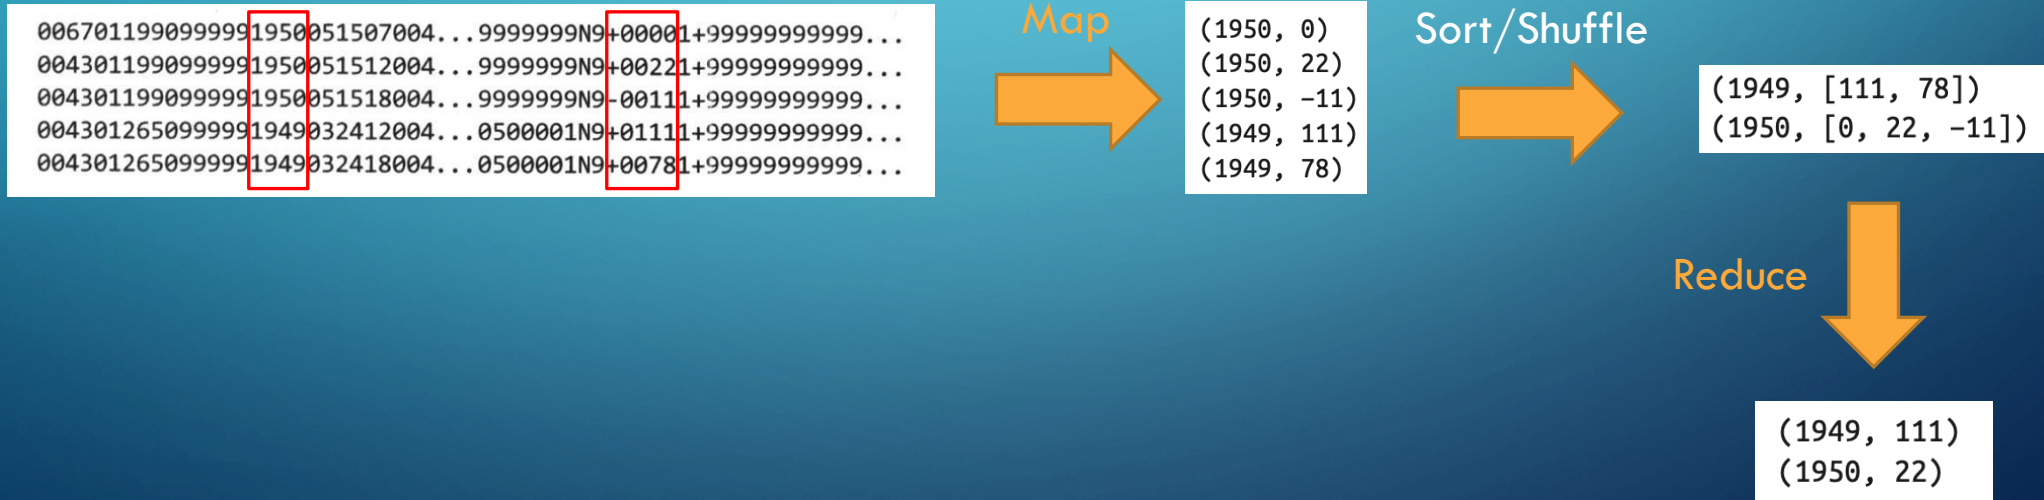 0067011990999991950051507004...9999999N9+00001+99999999999...
0043011990999991950051512004...9999999N9+00221+99999999999...
0043011990999991950051518004...9999999N9-00111+99999999999...
0043012650999991949032412004...0500001N9+01111+99999999999...
0043012650999991949032418004...0500001N9+00781+99999999999...
Map
(1950, 0)
(1950, 22)
(1950, −11)
(1949, 111)
(1949, 78)
Sort/Shuffle
(1949, [111, 78])
(1950, [0, 22, −11])
Reduce
(1949, 111)
(1950, 22)